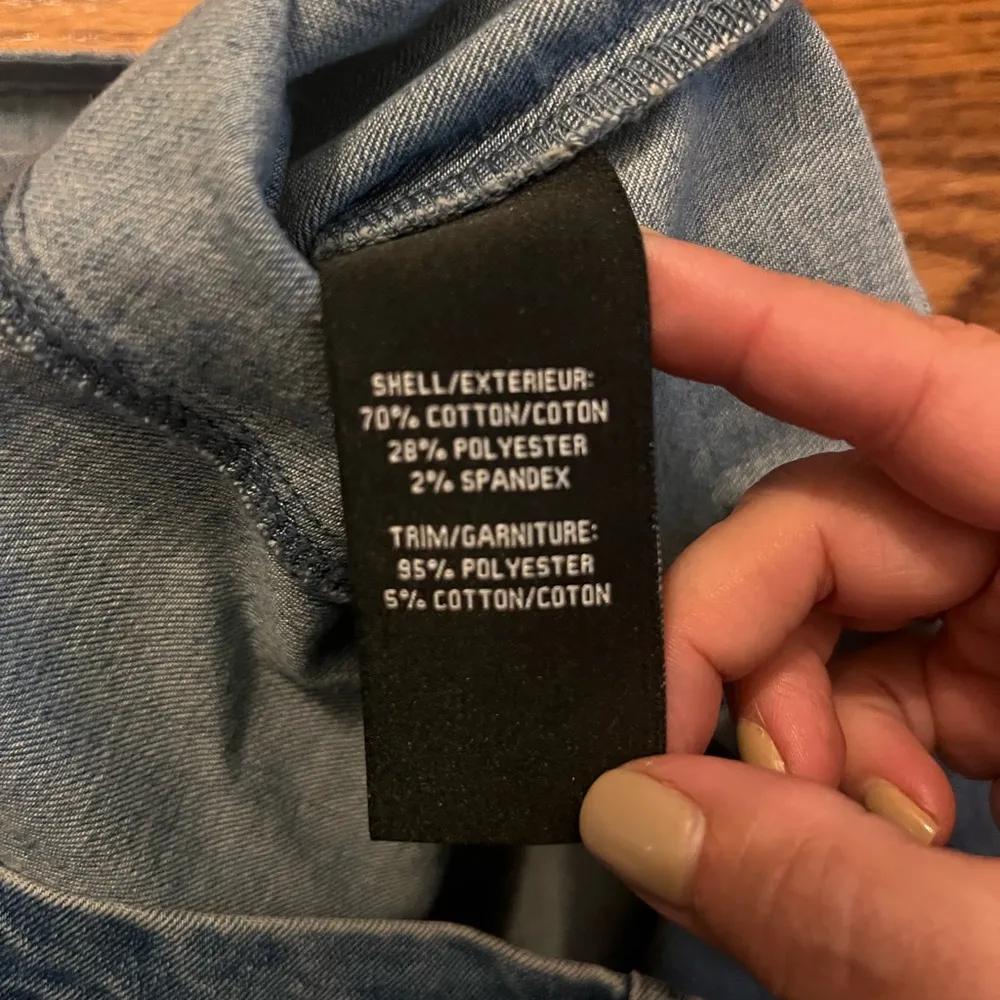 SHELL/EXTERIEUR:
70% COTTON/COTON
28% POLYESTER
2% SPANDEX
TRIM/GARNITURE:
95% POLYESTER
5% COTTON/COTON